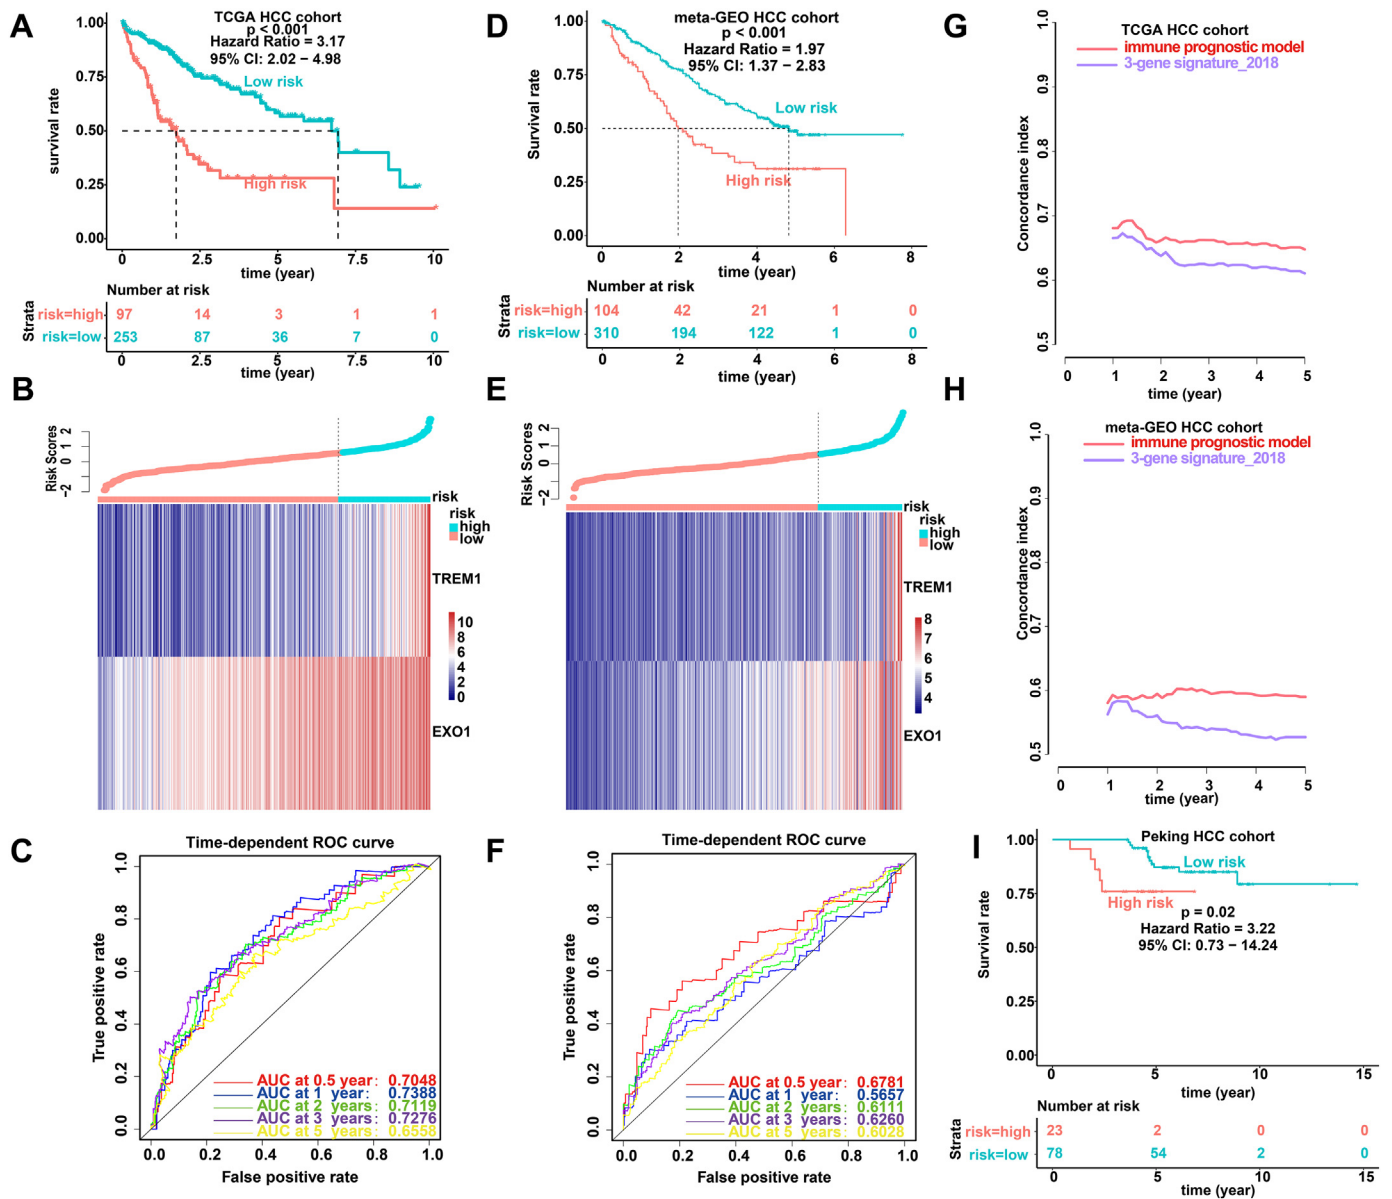 A
TCGA HCC cohort
p < 0.001
Hazard Ratio = 3.17
95% CI: 2.02 − 4.98
Low risk
High risk
survival rate
1.00
0.75
0.50
0.25
0.00
0 2.5 5 7.5 10
time (year)
Number at risk
Strata
risk=high 97 14 3 1 1
risk=low 253 87 36 7 0
0 2.5 5 7.5 10
time (year)
B
Risk Scores
2
1
0
−2
risk
risk
high
low
TREM1
10
8
6
4
2
0
EXO1
C
Time-dependent ROC curve
True positive rate
1.0
0.8
0.6
0.4
0.2
0.0
AUC at 0.5 year: 0.7048
AUC at 1 year: 0.7388
AUC at 2 years: 0.7119
AUC at 3 years: 0.7276
AUC at 5 years: 0.6558
0.0 0.2 0.4 0.6 0.8 1.0
False positive rate
D
meta-GEO HCC cohort
p < 0.001
Hazard Ratio = 1.97
95% CI: 1.37 − 2.83
Low risk
High risk
Survival rate
1.00
0.75
0.50
0.25
0.00
0 2 4 6 8
time (year)
Number at risk
Strata
risk=high 104 42 21 1 0
risk=low 310 194 122 1 0
0 2 4 6 8
time (year)
E
Risk Scores
2
1
0
−2
risk
risk
high
low
TREM1
8
7
6
5
4
EXO1
F
Time-dependent ROC curve
True positive rate
1.0
0.8
0.6
0.4
0.2
0.0
AUC at 0.5 year: 0.6781
AUC at 1 year: 0.5657
AUC at 2 years: 0.6111
AUC at 3 years: 0.6260
AUC at 5 years: 0.6028
0.0 0.2 0.4 0.6 0.8 1.0
False positive rate
G
TCGA HCC cohort
immune prognostic model
3-gene signature_2018
Concordance index
1.0
0.9
0.8
0.7
0.6
0.5
0 1 2 3 4 5
time (year)
H
meta-GEO HCC cohort
immune prognostic model
3-gene signature_2018
Concordance index
1.0
0.9
0.8
0.7
0.6
0.5
0 1 2 3 4 5
time (year)
I
Peking HCC cohort
Low risk
High risk
p = 0.02
Hazard Ratio = 3.22
95% CI: 0.73 − 14.24
Survival rate
1.00
0.75
0.50
0.25
0.00
0 5 10 15
time (year)
Number at risk
Strata
risk=high 23 2 0 0
risk=low 78 54 2 0
0 5 10 15
time (year)